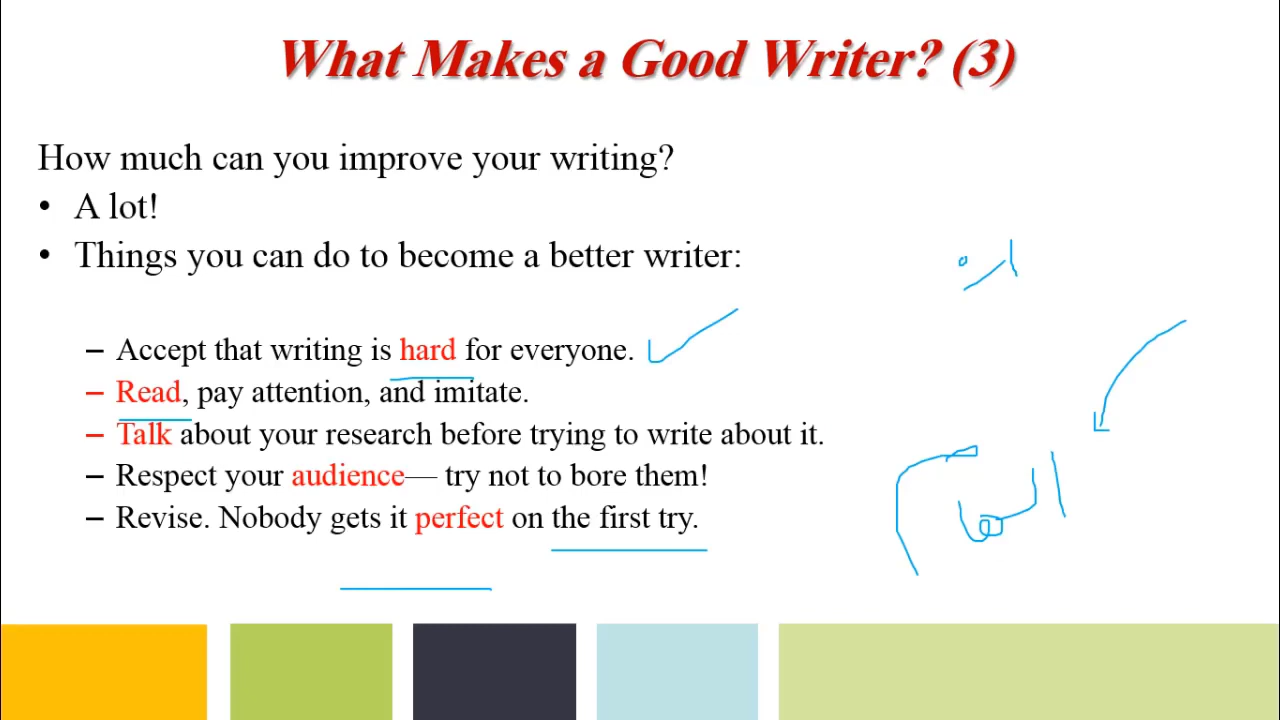 What Makes a Good Writer? (3)
How much can you improve your writing?
• A lot!
• Things you can do to become a better writer:
– Accept that writing is hard for everyone.
– Read, pay attention, and imitate.
– Talk about your research before trying to write about it.
– Respect your audience— try not to bore them!
– Revise. Nobody gets it perfect on the first try.